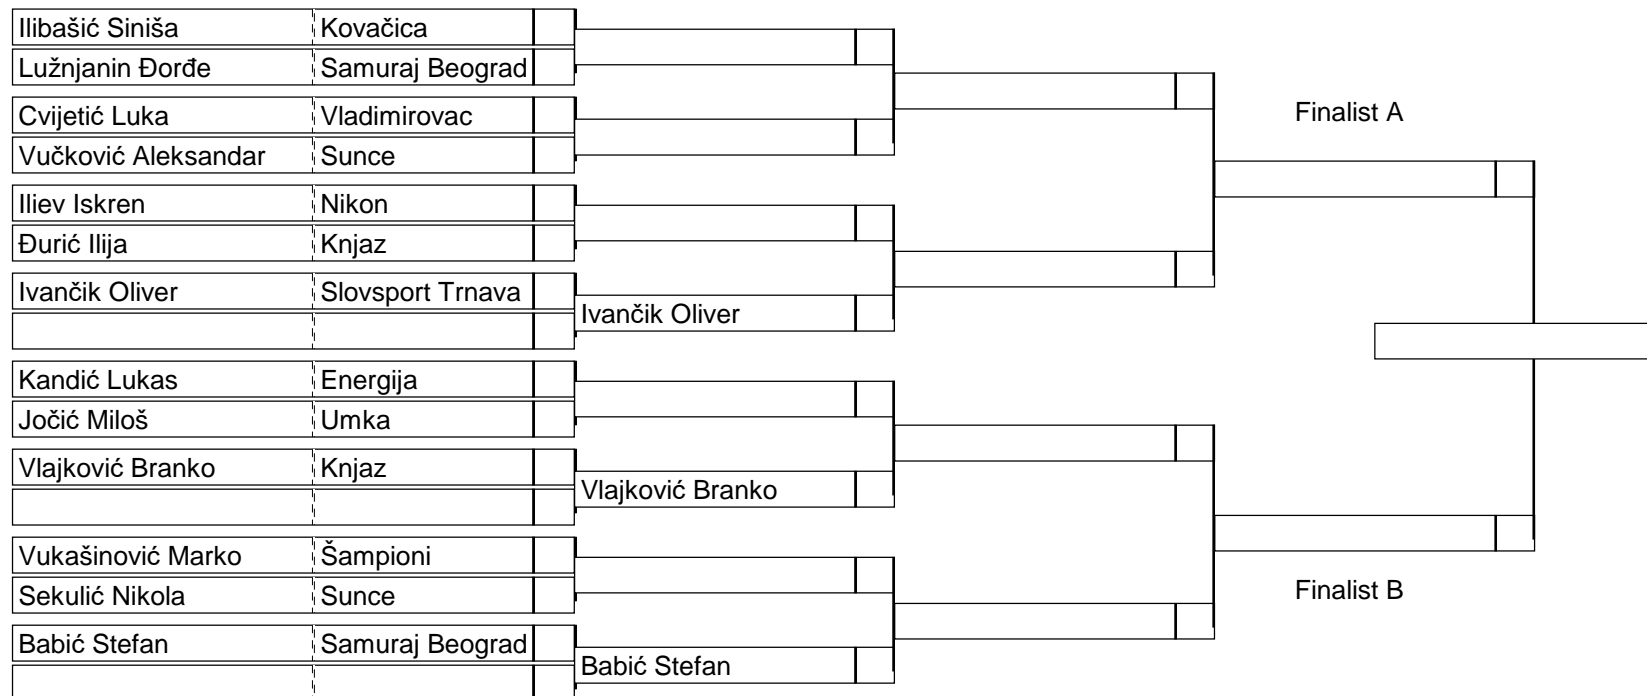 Ilibašić Siniša Kovačica
Lužnjanin Đorđe Samuraj Beograd
Cvijetić Luka Vladimirovac
Vučković Aleksandar Sunce
Iliev Iskren Nikon
Đurić Ilija Knjaz
Ivančik Oliver Slovsport Trnava
Ivančik Oliver
Kandić Lukas Energija
Jočić Miloš Umka
Vlajković Branko Knjaz
Vlajković Branko
Vukašinović Marko Šampioni
Sekulić Nikola Sunce
Babić Stefan Samuraj Beograd
Babić Stefan
Finalist A
Finalist B